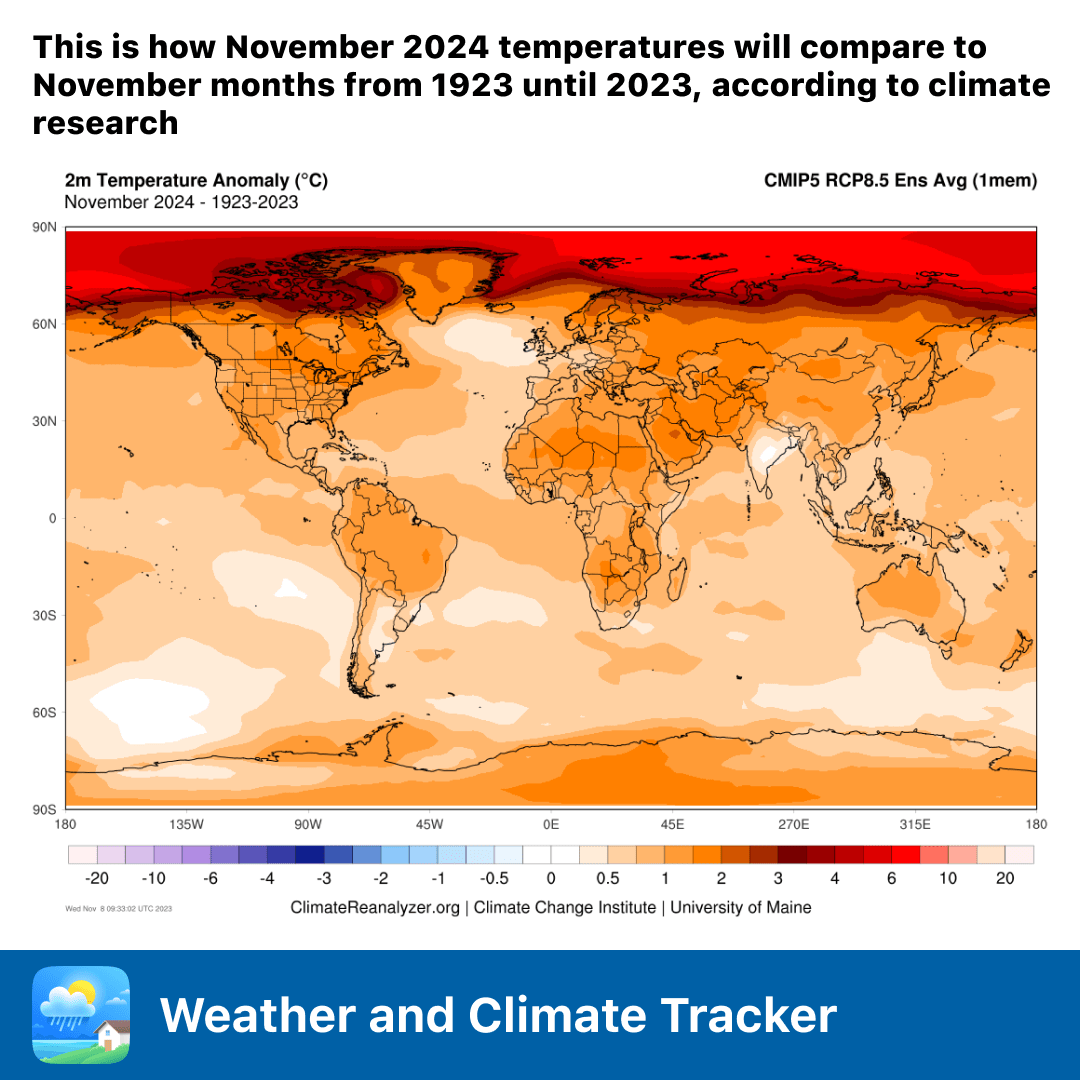 This is how November 2024 temperatures will compare to
November months from 1923 until 2023, according to climate
research
2m Temperature Anomaly (°C)
CMIP5 RCP8.5 Ens Avg (1mem)
November 2024 - 1923-2023
90N
60N
30N
0
30S
60S
90S
180
135W
90W
45W
0E
45E
270E
315E
180
-20
-10
-6
-4
-3
-2
-1
-0.5
0
0.5
1
2
3
4
6
10
20
Wed Nov 8 09:33:02 UTC 2023
ClimateReanalyzer.org | Climate Change Institute | University of Maine
Weather and Climate Tracker